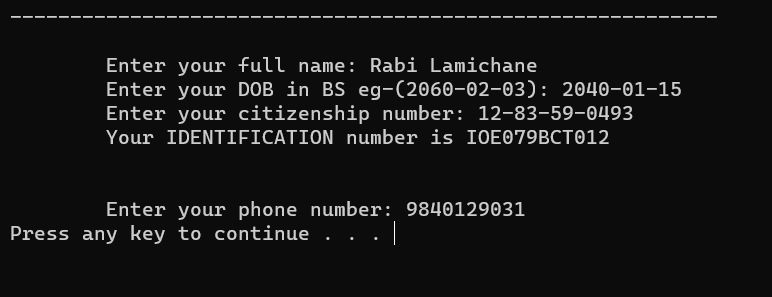 ------------------------------------------------------------
Enter your full name: Rabi Lamichane
Enter your DOB in BS eg-(2060-02-03): 2040-01-15
Enter your citizenship number: 12-83-59-0493
Your IDENTIFICATION number is IOE079BCT012
Enter your phone number: 9840129031
Press any key to continue . . .